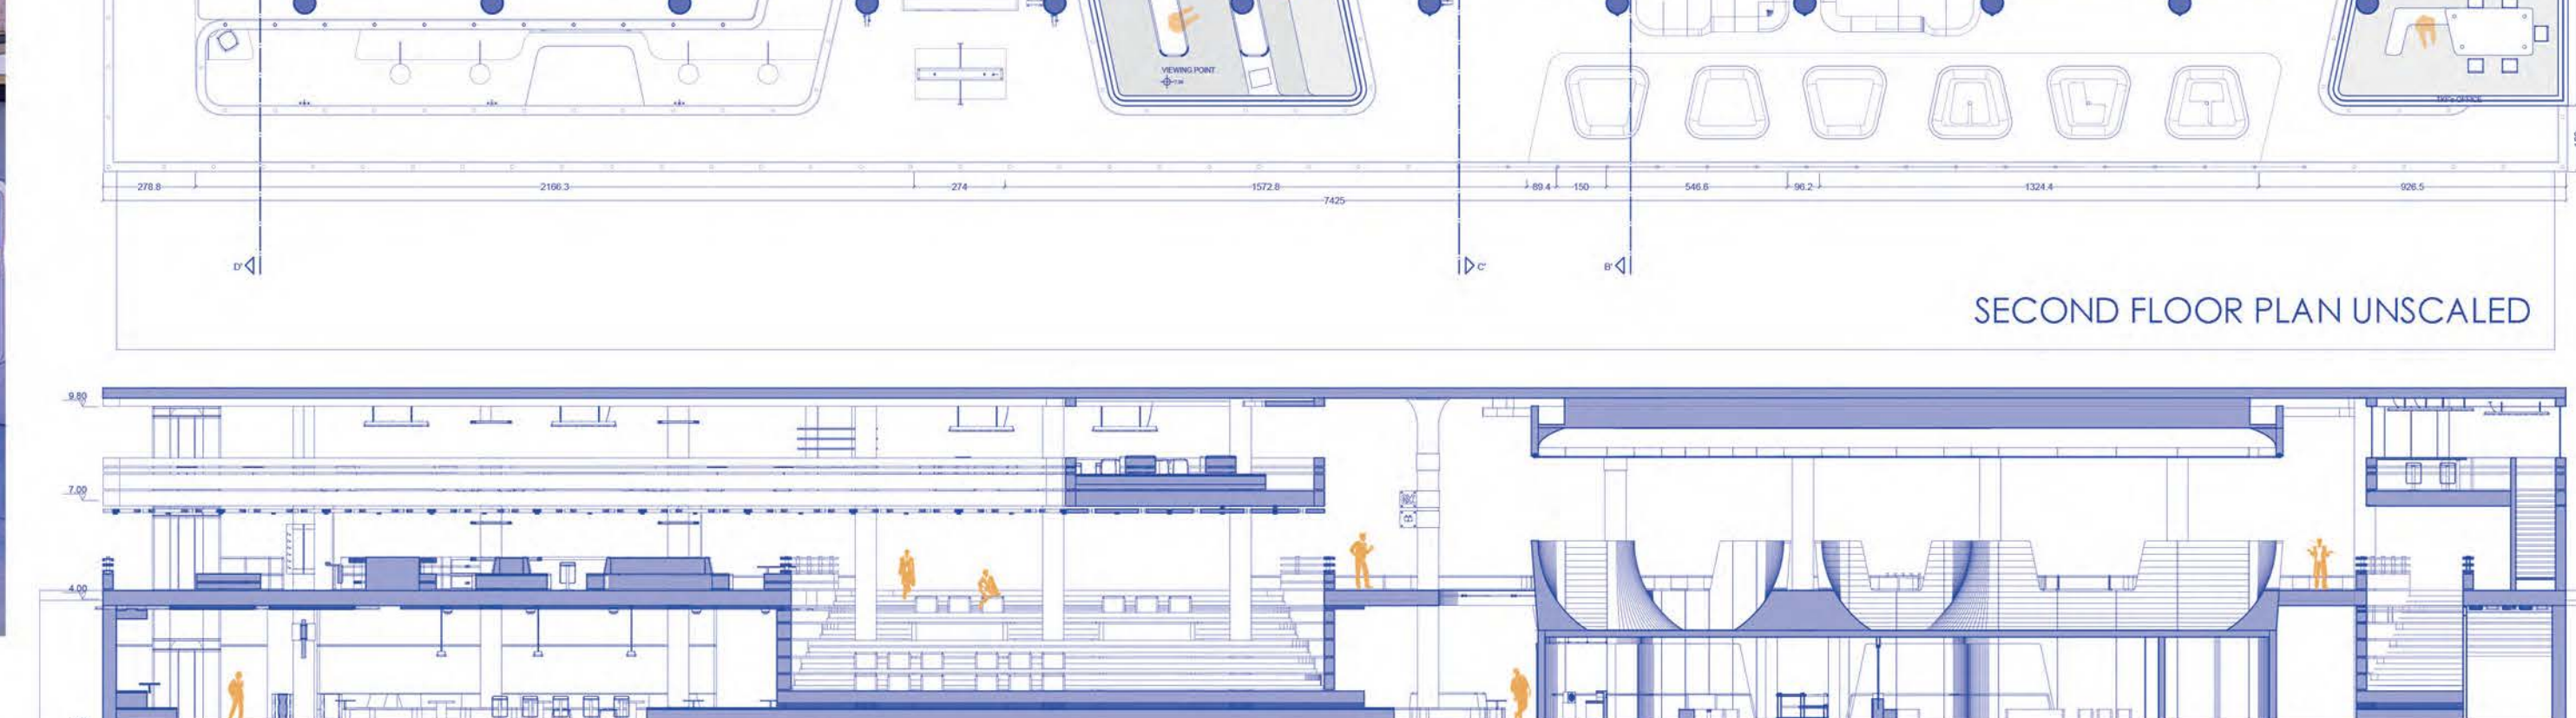 VIEWING POINT
278.8 2166.3 274 1572.8 89.4 150 546.6 96.2 1324.4 926.5
7425
D' C' B'
SECOND FLOOR PLAN UNSCALED
9.80
7.00
4.00